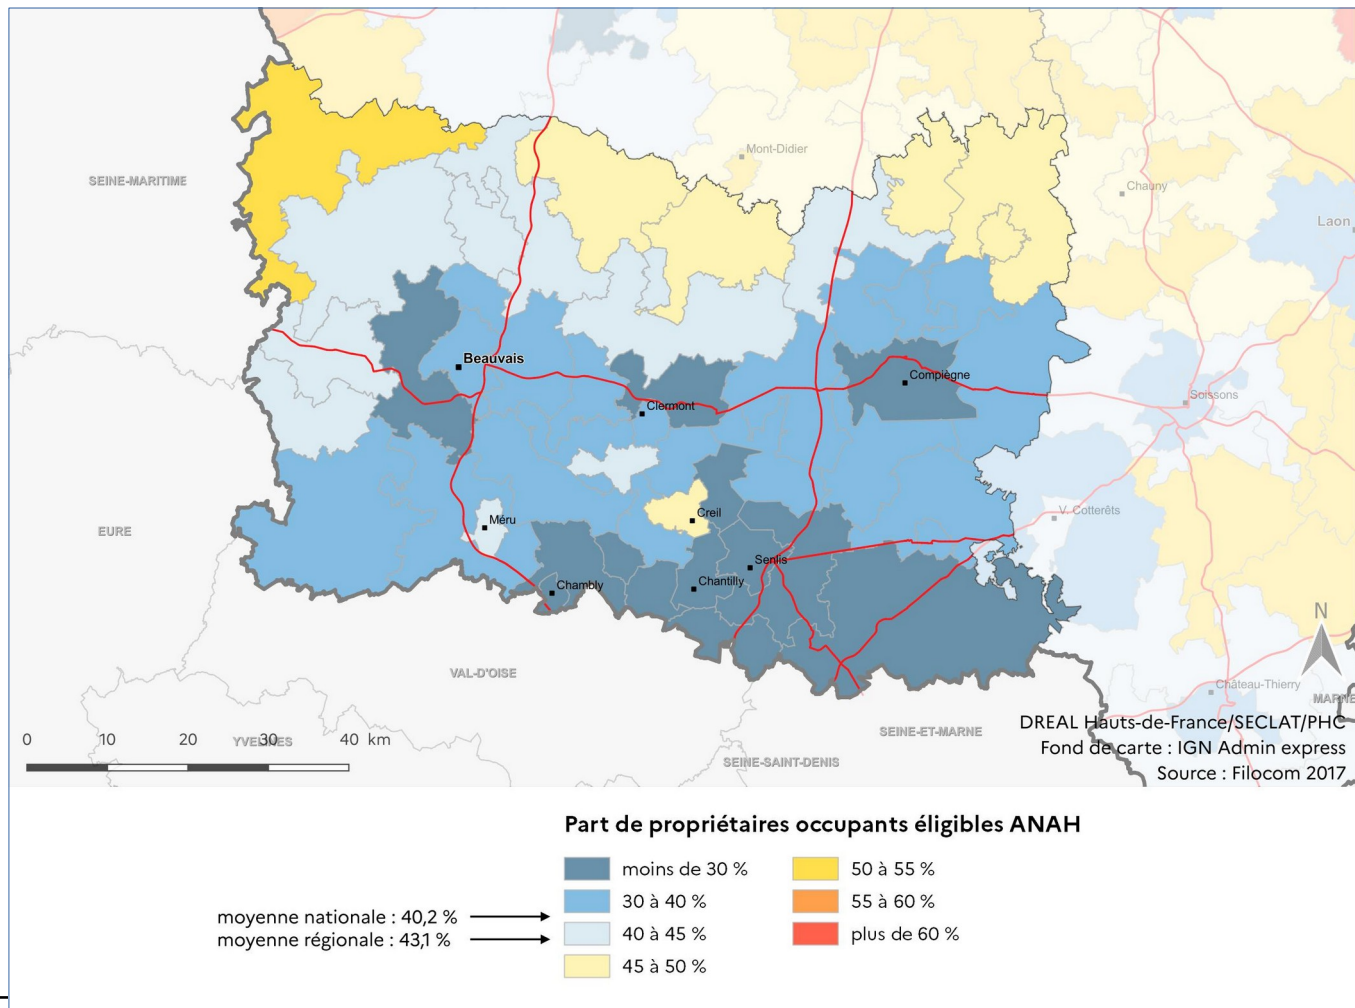 Mont-Didier
SEINE-MARITIME
Chauny
Laon
Beauvais
Compiègne
Clermont
Soissons
EURE
Méru
Creil
V. Cotterêts
Senlis
Chambly
Chantilly
N
VAL-D'OISE
Château-Thierry
MARNE
DREAL Hauts-de-France/SECLAT/PHC
SEINE-ET-MARNE
0 10 20 30 40 km
YVELINES
Fond de carte : IGN Admin express
SEINE-SAINT-DENIS
Source : Filocom 2017
Part de propriétaires occupants éligibles ANAH
moins de 30 % 50 à 55 %
30 à 40 % 55 à 60 %
moyenne nationale : 40,2 %
moyenne régionale : 43,1 %
40 à 45 % plus de 60 %
45 à 50 %